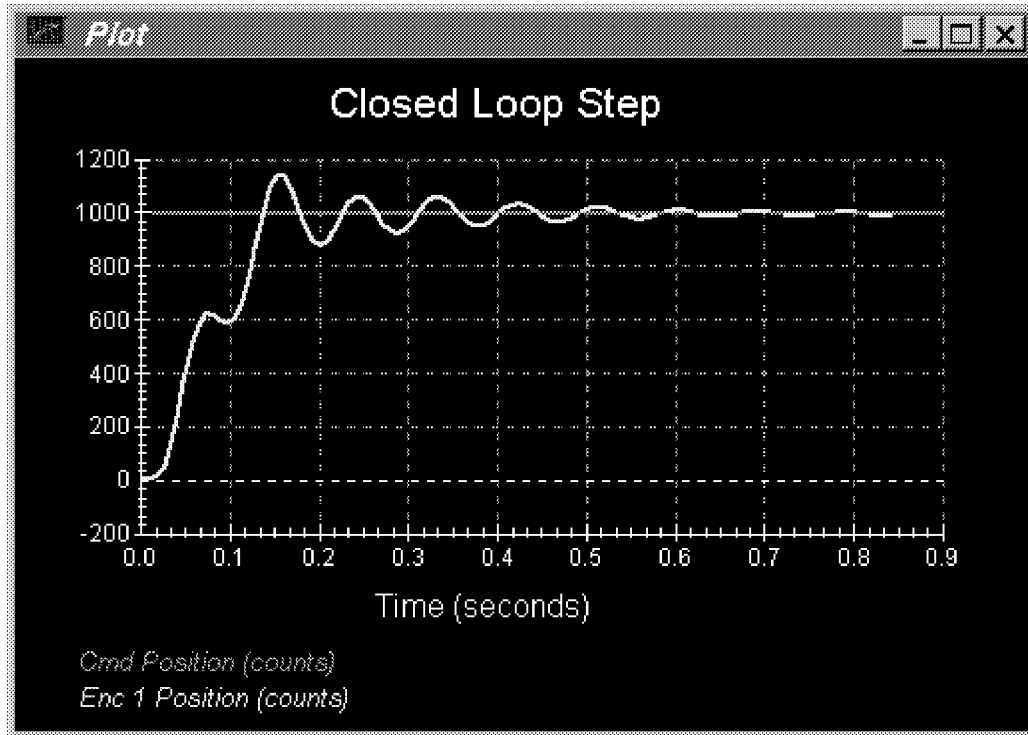 Plot
Closed Loop Step
1200
1000
800
600
400
200
0
-200
0.0 0.1 0.2 0.3 0.4 0.5 0.6 0.7 0.8 0.9
Time (seconds)
Cmd Position (counts)
Enc 1 Position (counts)